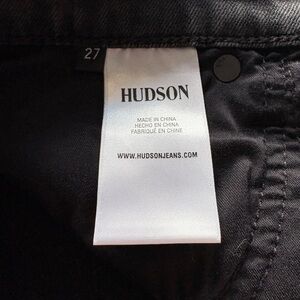 27
HUDSON
MADE IN CHINA
HECHO EN CHINA
FABRIQUÉ EN CHINE
WWW.HUDSONJEANS.COM